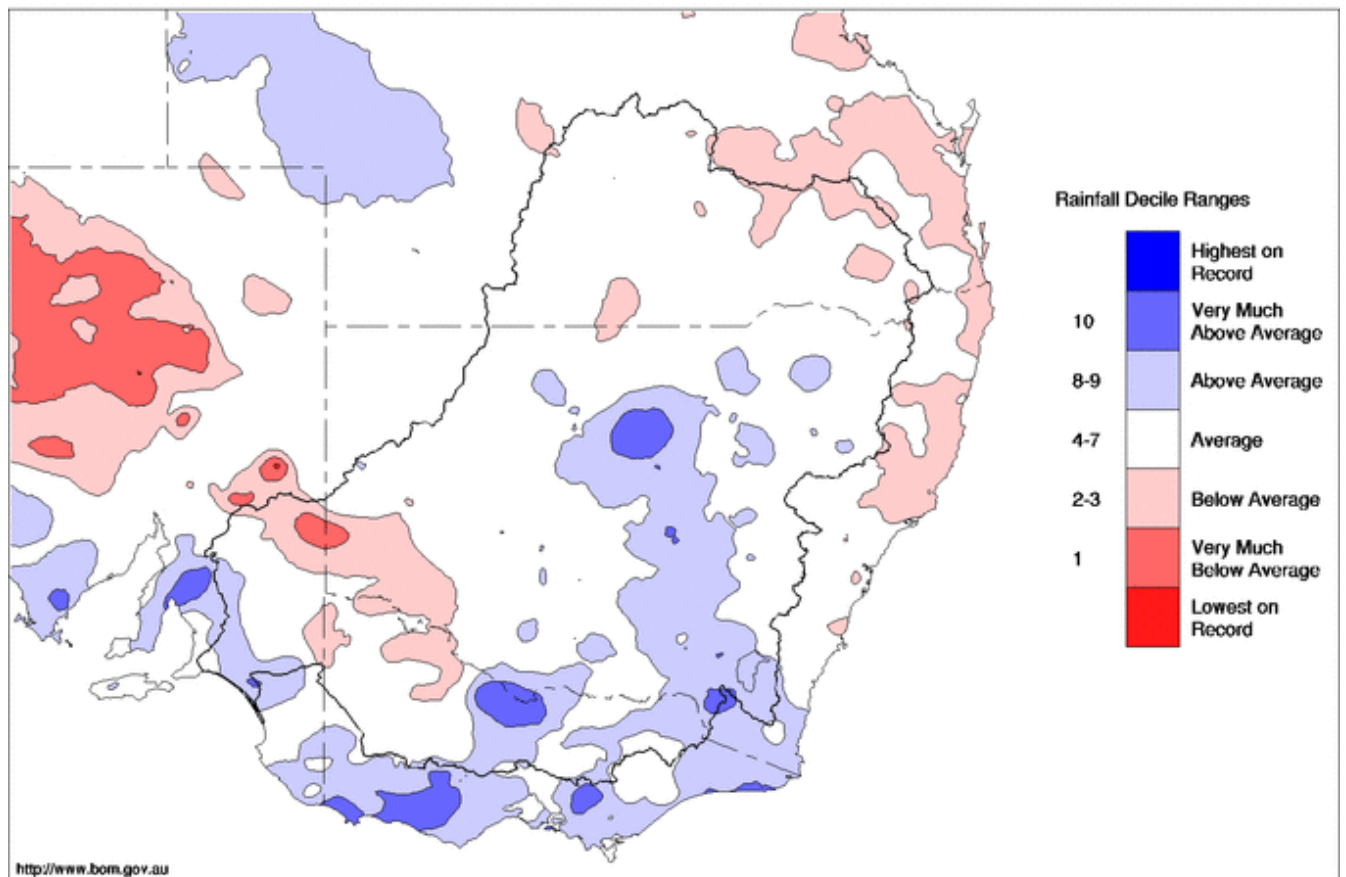 Rainfall Decile Ranges
Highest on
Record
10
Very Much
Above Average
8-9
Above Average
4-7
Average
2-3
Below Average
1
Very Much
Below Average
Lowest on
Record
http://www.bom.gov.au